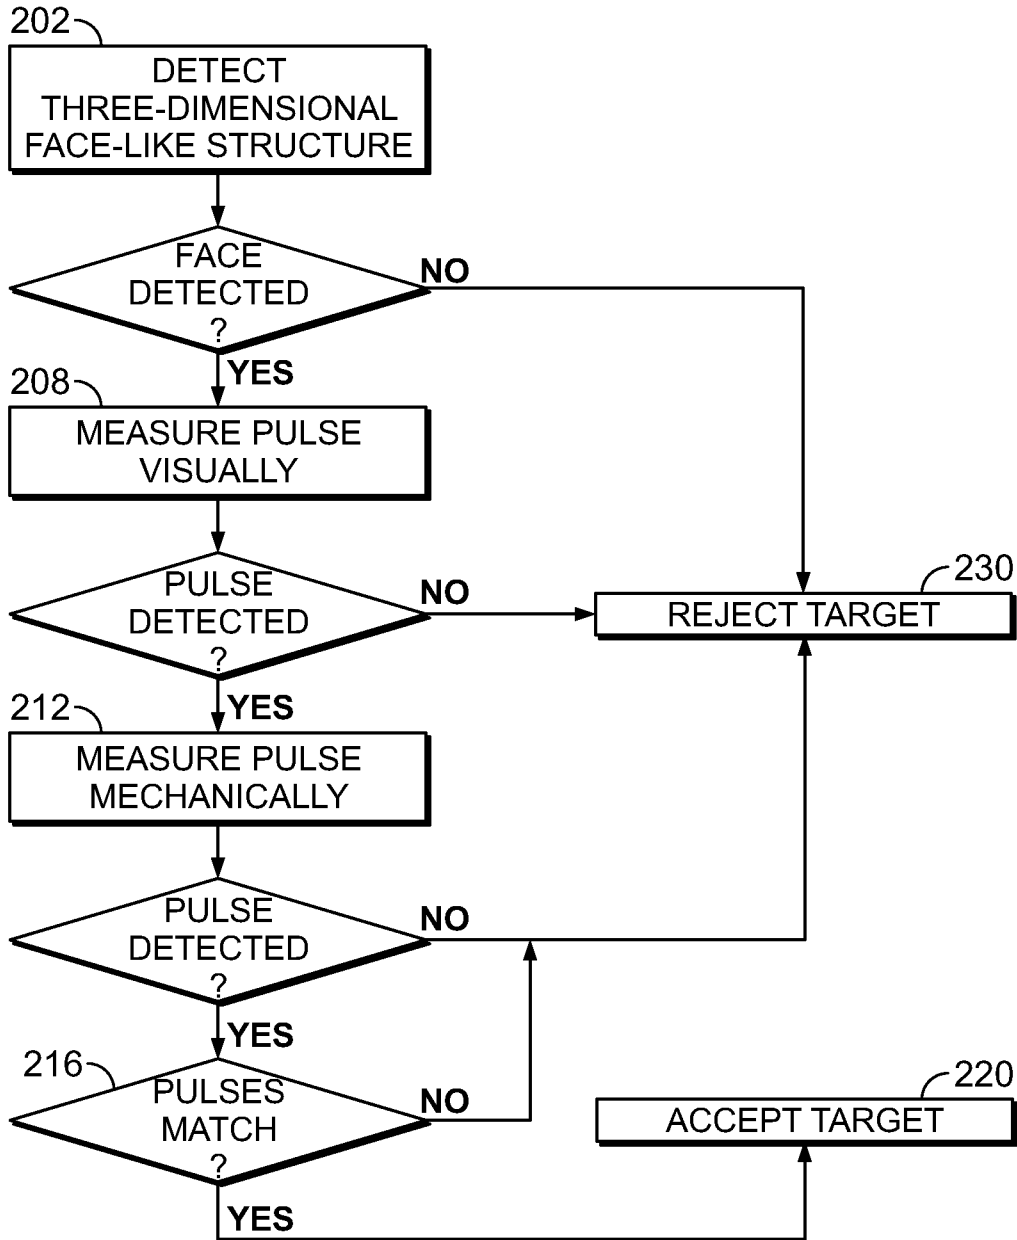 202
DETECT
THREE-DIMENSIONAL
FACE-LIKE STRUCTURE
FACE
DETECTED
?
NO
YES
208
MEASURE PULSE
VISUALLY
PULSE
DETECTED
?
NO
230
REJECT TARGET
YES
212
MEASURE PULSE
MECHANICALLY
PULSE
DETECTED
?
NO
YES
216
PULSES
MATCH
?
NO
220
ACCEPT TARGET
YES